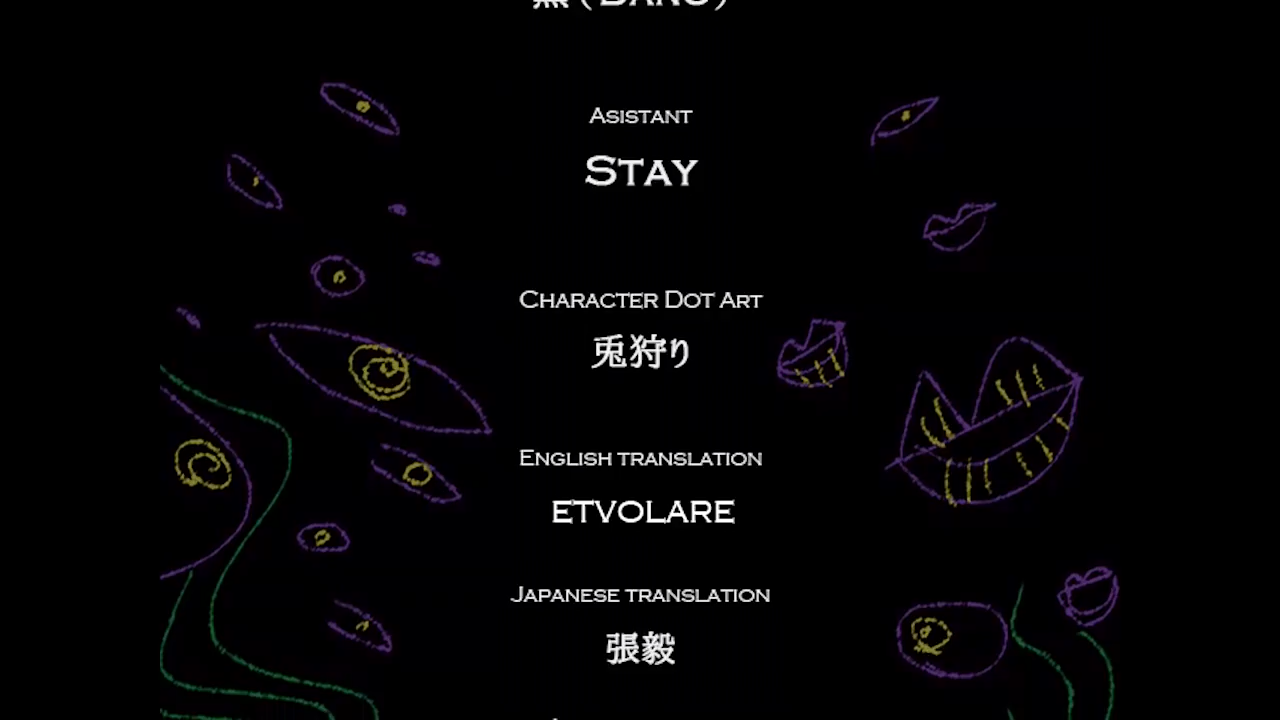 Asistant
Stay
Character Dot Art
兎狩り
English translation
etvolare
Japanese translation
張毅